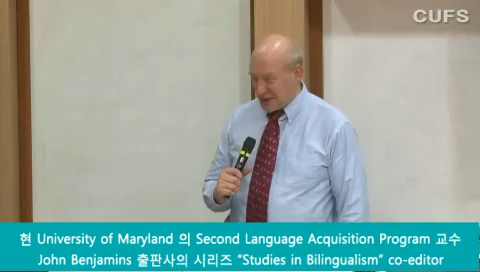 CUFS
현 University of Maryland 의 Second Language Acquisition Program 교수
John Benjamins 출판사의 시리즈 “Studies in Bilingualism” co-editor